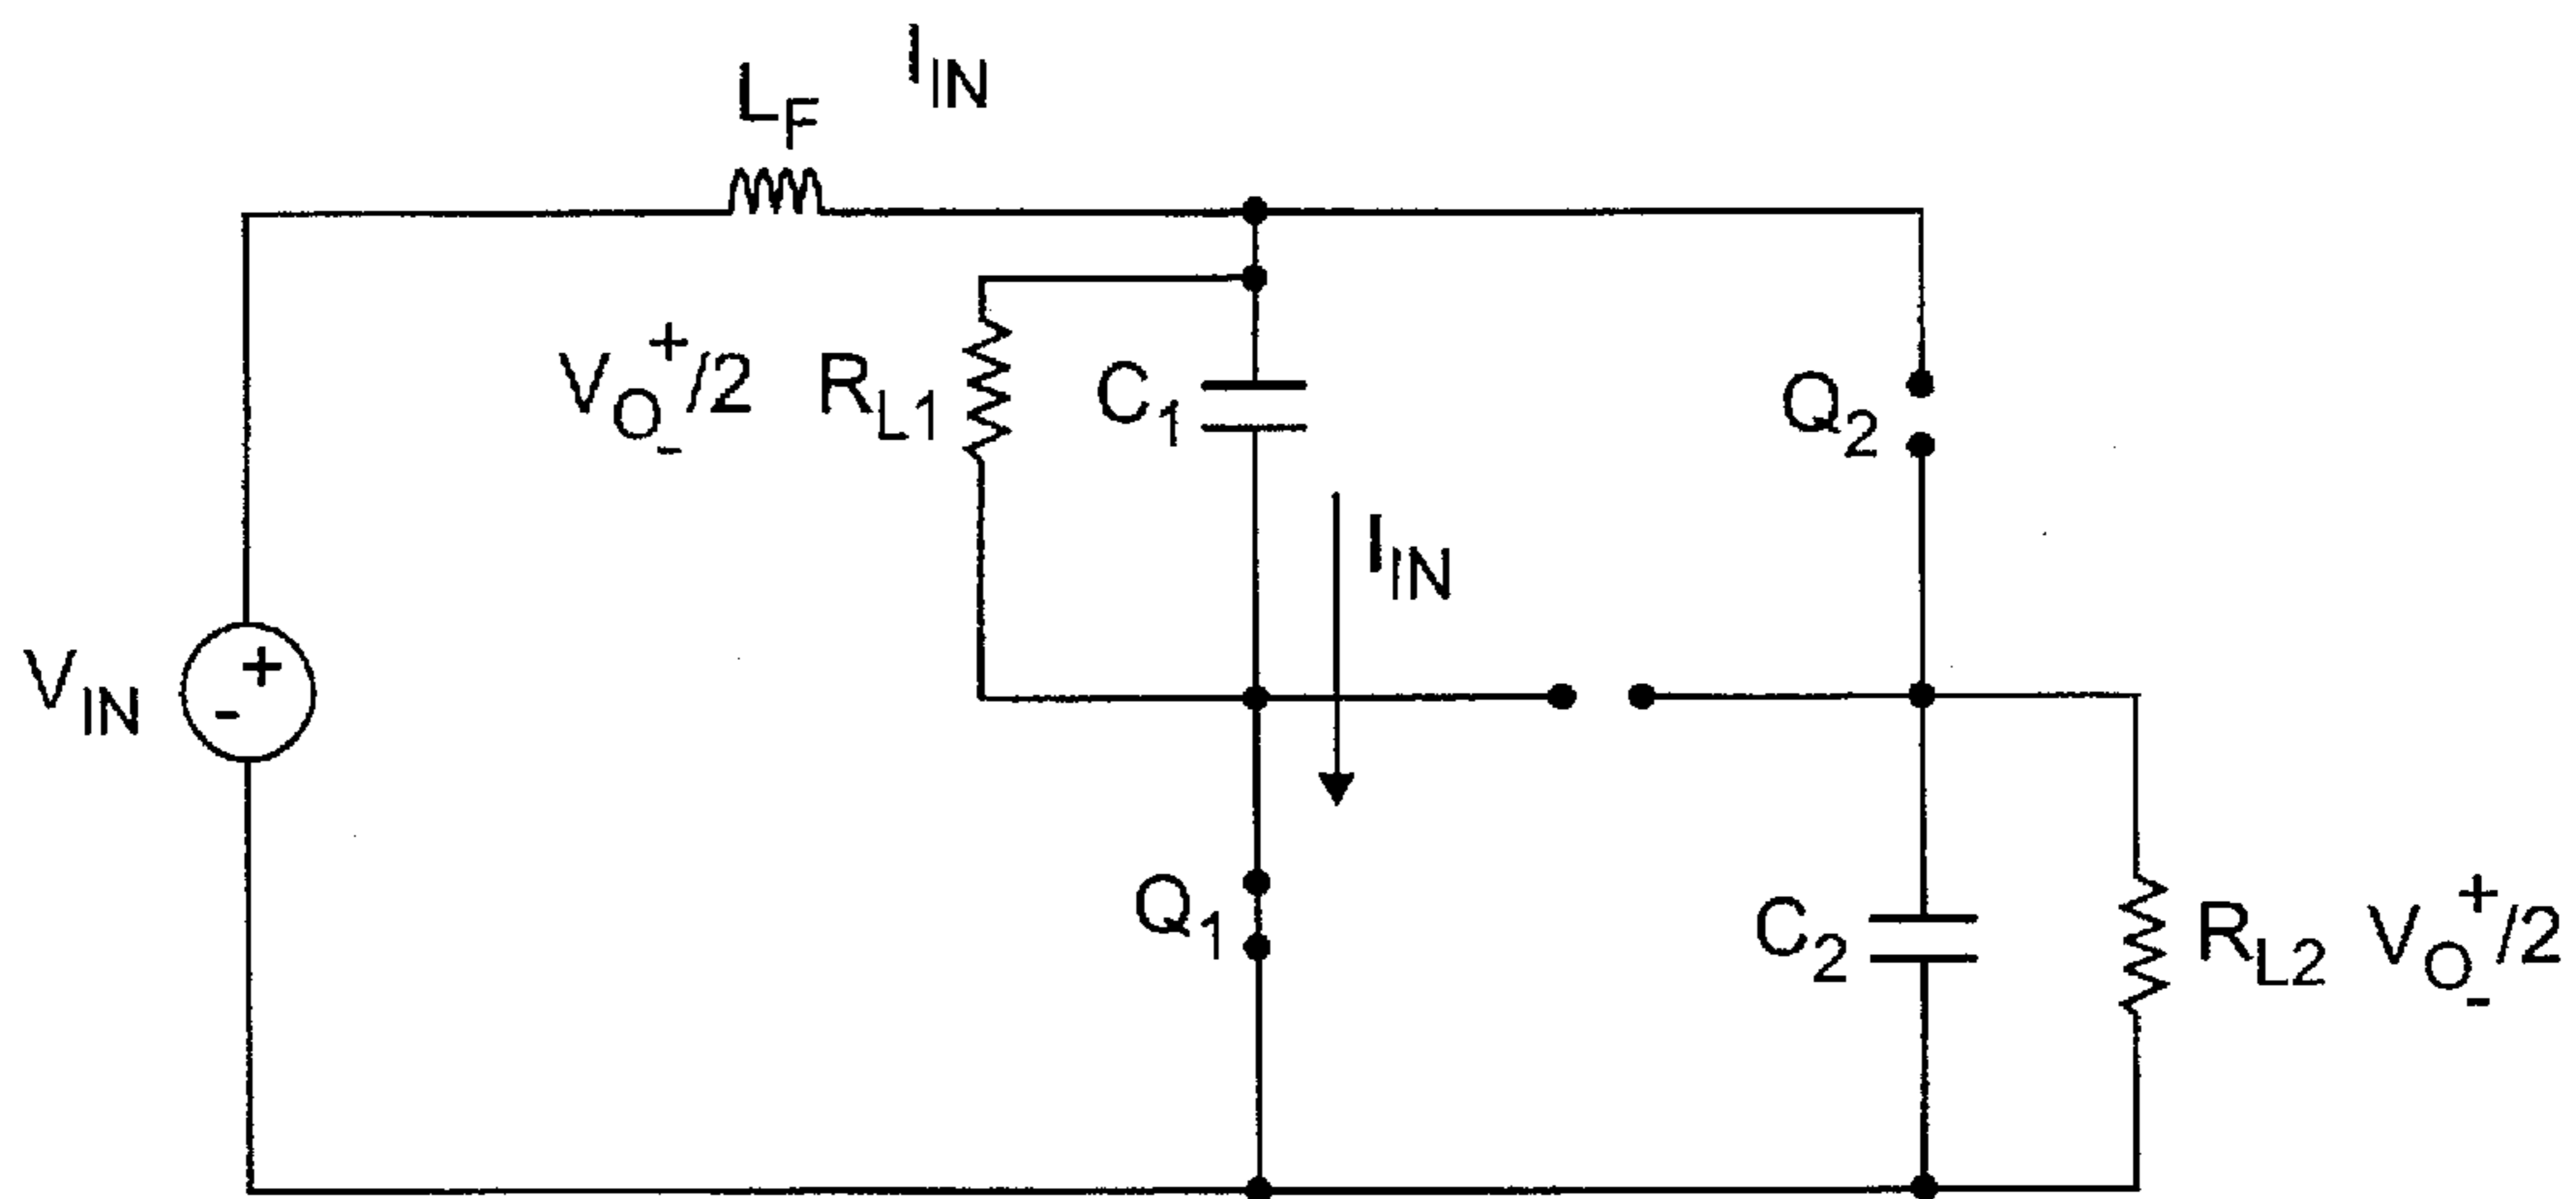 I_IN
L_F
V_O^+_-/2 R_L1 C_1
Q_2
I_IN
V_IN + -
Q_1
C_2 R_L2 V_O^+_-/2